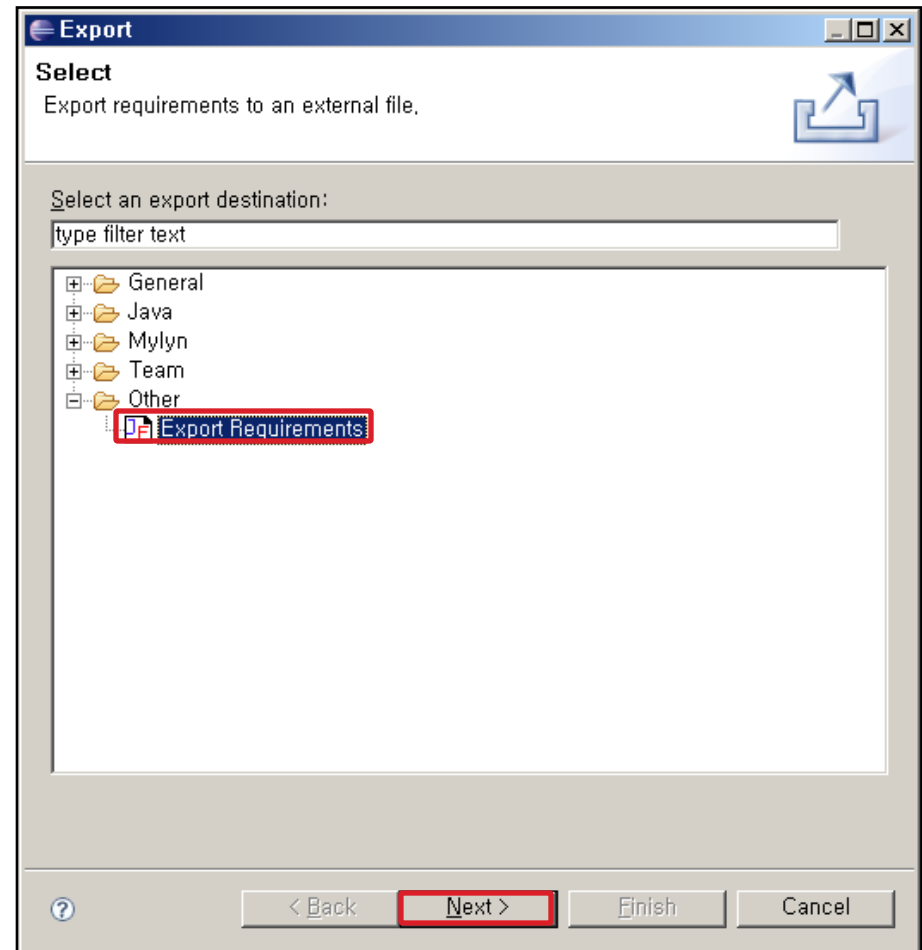 Export
Select
Export requirements to an external file,
Select an export destination:
type filter text
General
Java
Mylyn
Team
Other
Export Requirements
< Back Next > Finish Cancel